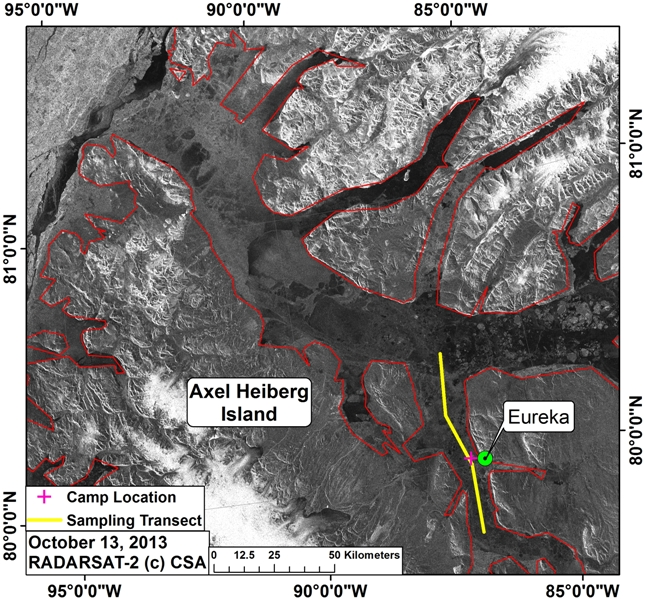 95°0'0"W 90°0'0"W 85°0'0"W
81°0'0"N
81°0'0"N
Axel Heiberg
Island
Eureka
80°0'0"N
80°0'0"N
Camp Location
Sampling Transect
October 13, 2013
RADARSAT-2 (c) CSA
0 12.5 25 50 Kilometers
95°0'0"W 90°0'0"W 85°0'0"W